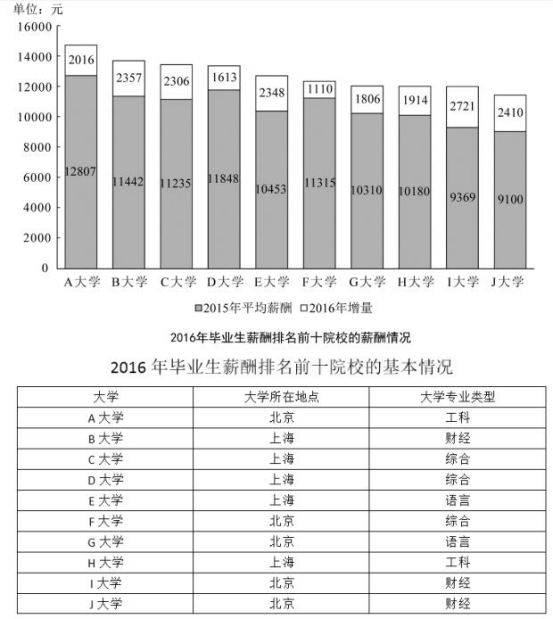 单位：元
16000
14000
12000
10000
8000
6000
4000
2000
0
2016 2357 2306 1613 2348 1110 1806 1914 2721 2410
12807 11442 11235 11848 10453 11315 10310 10180 9369 9100
A大学 B大学 C大学 D大学 E大学 F大学 G大学 H大学 I大学 J大学
2015年平均薪酬 2016年增量
2016年毕业生薪酬排名前十院校的薪酬情况
2016 年毕业生薪酬排名前十院校的基本情况
大学 大学所在地点 大学专业类型
A 大学 北京 工科
B 大学 上海 财经
C 大学 上海 综合
D 大学 上海 综合
E 大学 上海 语言
F 大学 北京 综合
G 大学 北京 语言
H 大学 上海 工科
I 大学 北京 财经
J 大学 北京 财经